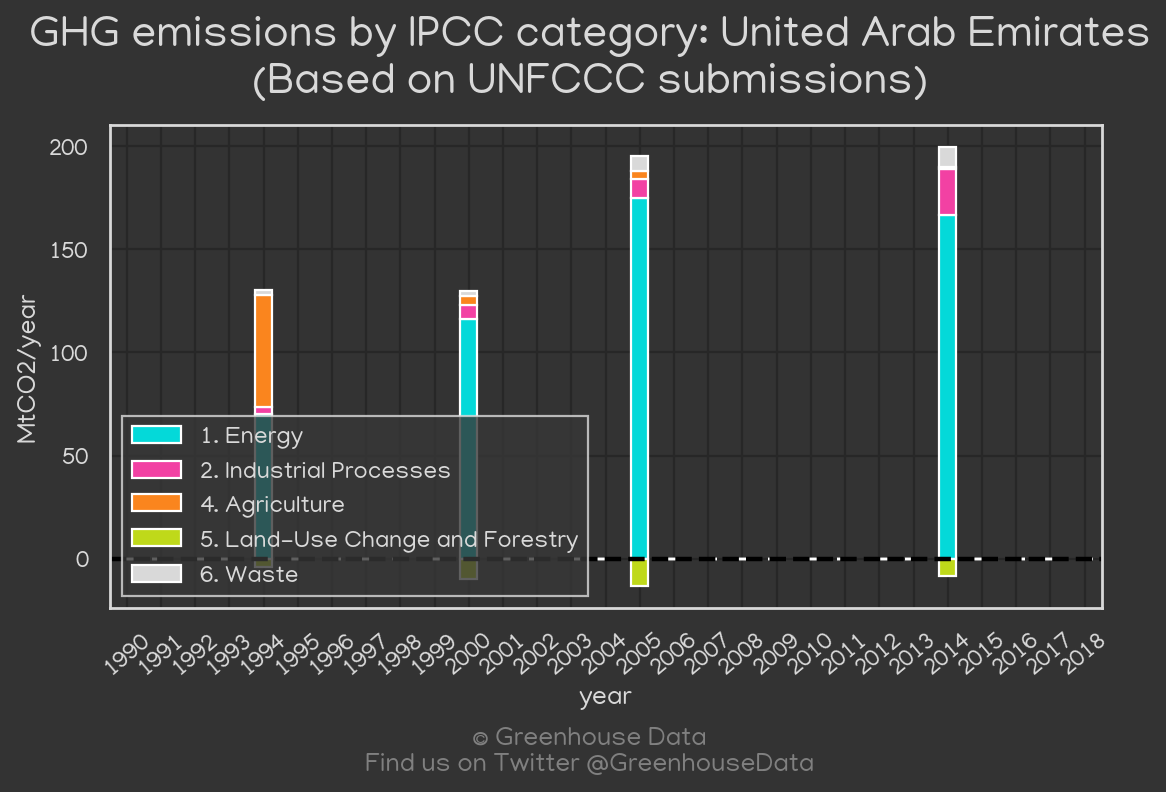 GHG emissions by IPCC category: United Arab Emirates
(Based on UNFCCC submissions)
200
150
100
50
0
MtCO2/year
1. Energy
2. Industrial Processes
4. Agriculture
5. Land-Use Change and Forestry
6. Waste
1990 1991 1992 1993 1994 1995 1996 1997 1998 1999 2000 2001 2002 2003 2004 2005 2006 2007 2008 2009 2010 2011 2012 2013 2014 2015 2016 2017 2018
year
© Greenhouse Data
Find us on Twitter @GreenhouseData